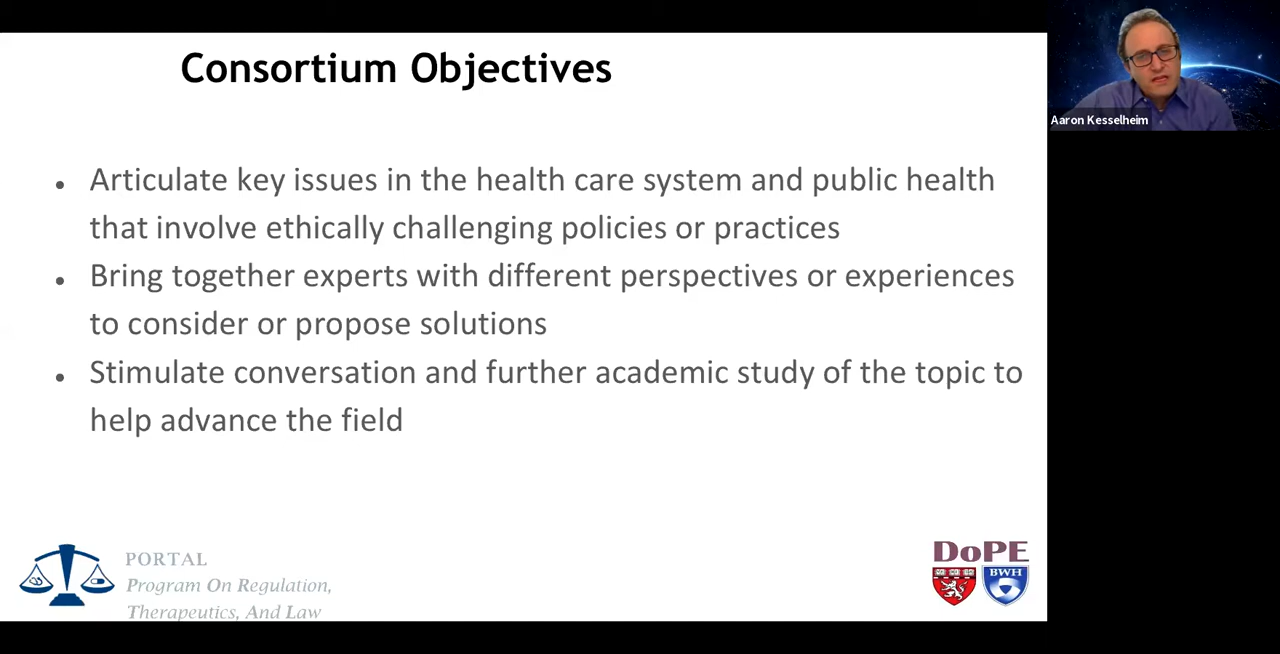 Consortium Objectives
Aaron Kesselheim
• Articulate key issues in the health care system and public health
that involve ethically challenging policies or practices
• Bring together experts with different perspectives or experiences
to consider or propose solutions
• Stimulate conversation and further academic study of the topic to
help advance the field
PORTAL
Program On Regulation,
Therapeutics, And Law
DoPE
BWH